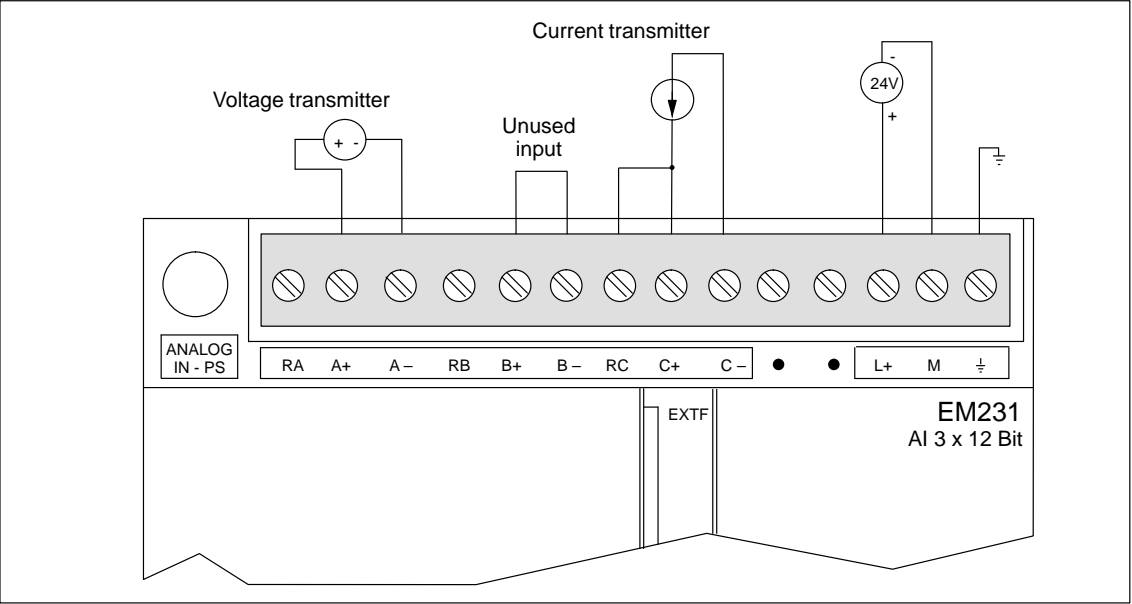 Current transmitter
Voltage transmitter
+ -
Unused
input
-
24V
+
ANALOG
IN - PS
RA A+ A – RB B+ B – RC C+ C – L+ M
EXTF
EM231
AI 3 x 12 Bit